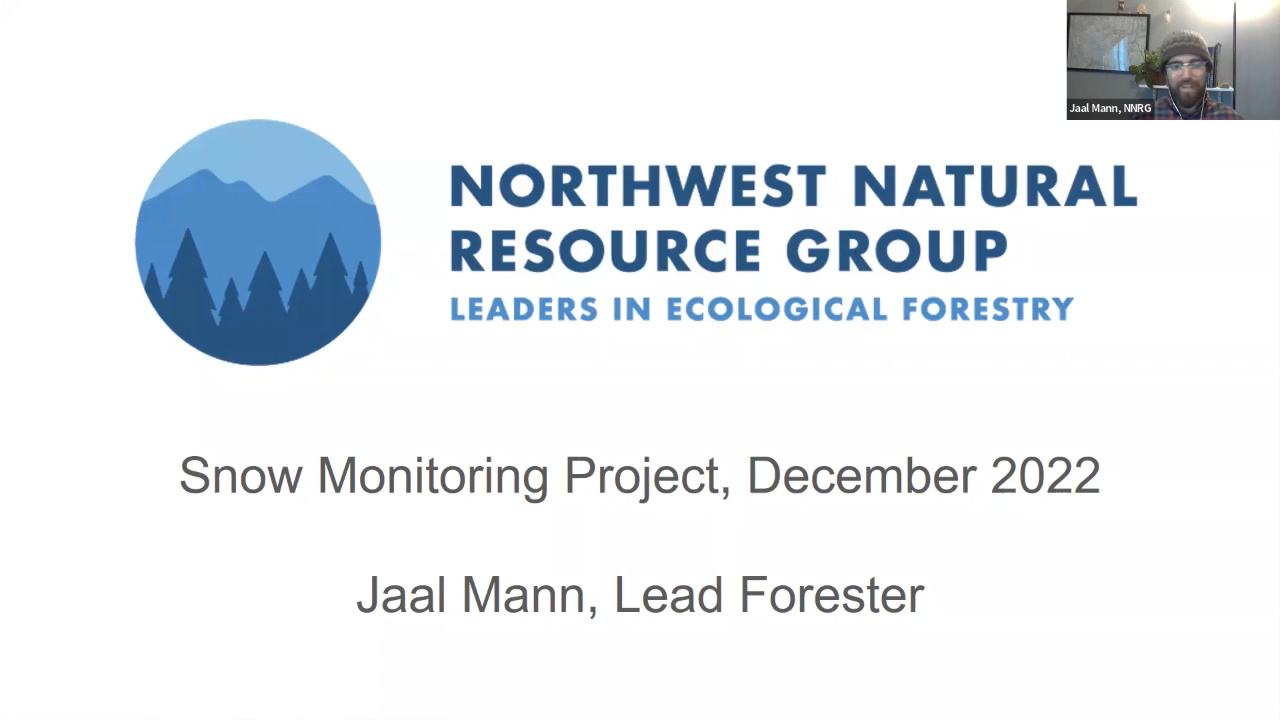 Jaal Mann, NNRG
NORTHWEST NATURAL
RESOURCE GROUP
LEADERS IN ECOLOGICAL FORESTRY
Snow Monitoring Project, December 2022
Jaal Mann, Lead Forester